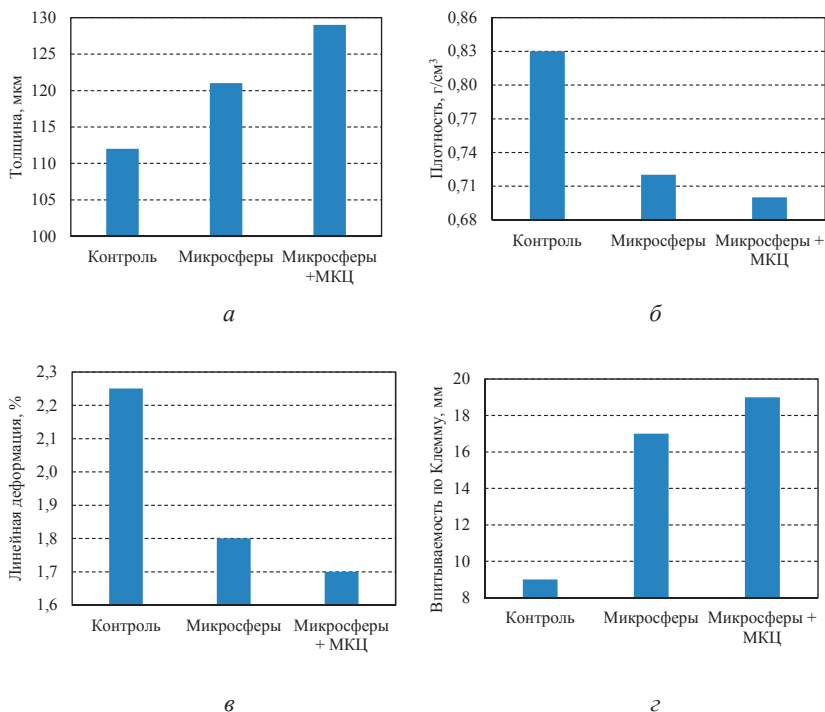 130
125
120
115
110
105
100
Толщина, мкм
Контроль
Микросферы
Микросферы
+МКЦ
а
0,86
0,83
0,80
0,77
0,74
0,71
0,68
Плотность, г/см³
Контроль
Микросферы
Микросферы +
МКЦ
б
2,3
2,2
2,1
2,0
1,9
1,8
1,7
1,6
Линейная деформация, %
Контроль
Микросферы
Микросферы
+ МКЦ
в
20
18
16
14
12
10
8
Впитываемость по Клемму, мм
Контроль
Микросферы
Микросферы +
МКЦ
г